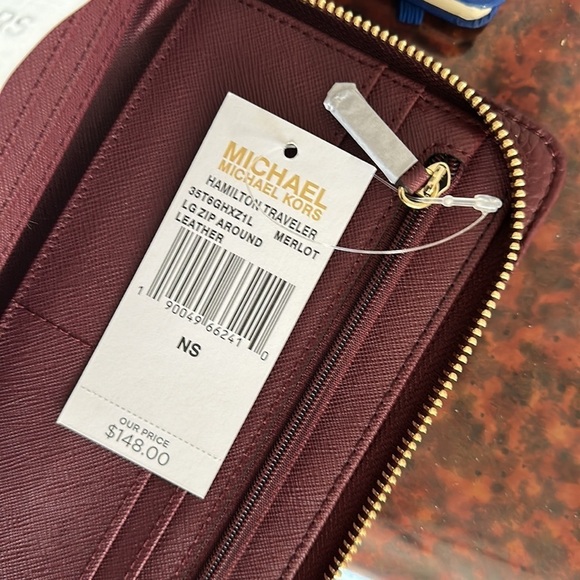 MICHAEL
MICHAEL KORS
HAMILTON TRAVELER
35T6GHXZ1L MERLOT
LG ZIP AROUND
LEATHER
1 90049 66241 0
NS
OUR PRICE
$148.00